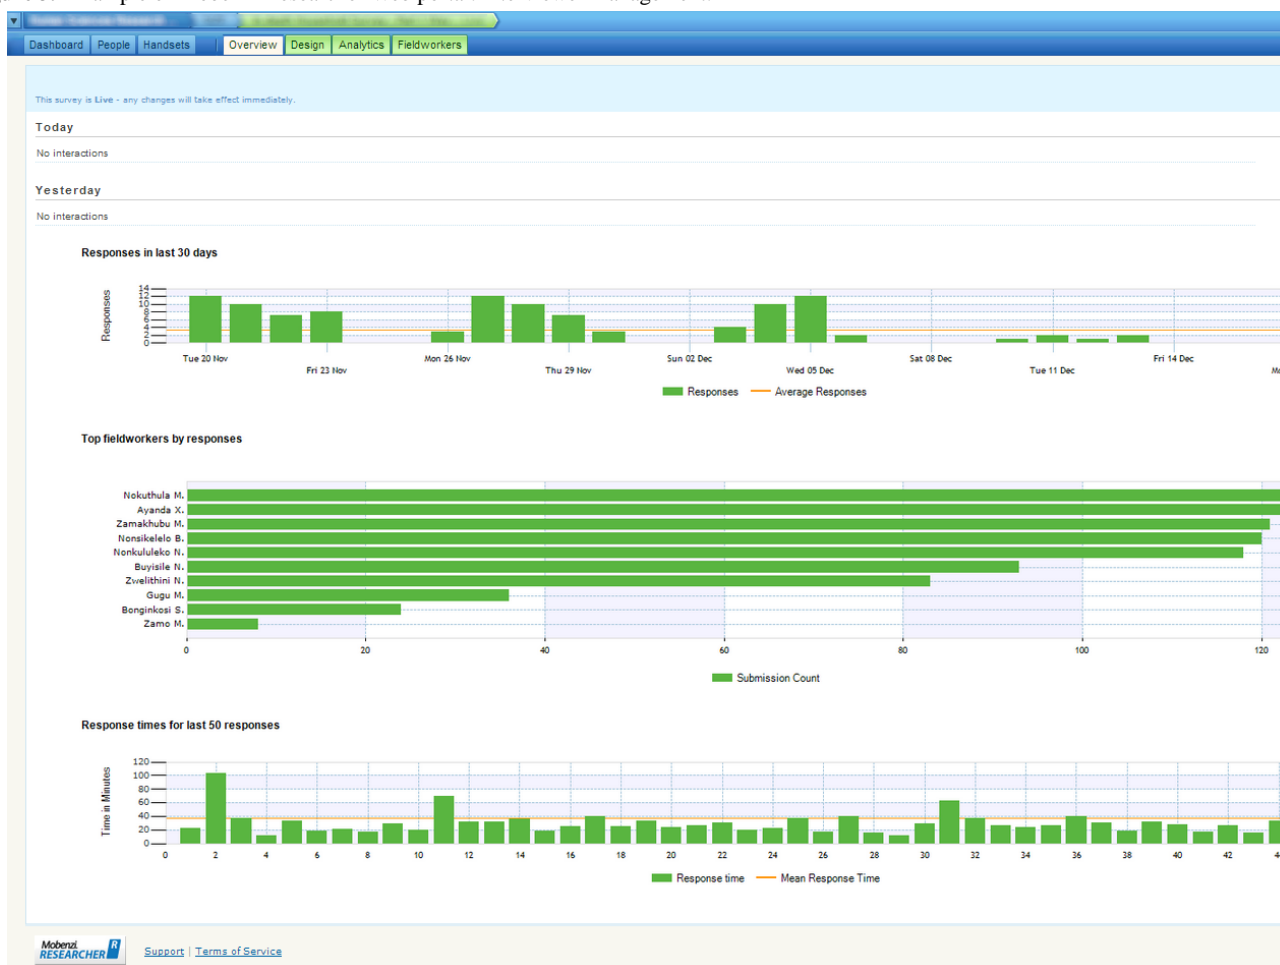 Dashboard People Handsets Overview Design Analytics Fieldworkers
This survey is Live - any changes will take effect immediately.
Today
No interactions
Yesterday
No interactions
Responses in last 30 days
Responses
14
12
10
8
6
4
2
0
Tue 20 Nov Mon 26 Nov Sun 02 Dec Sat 08 Dec Fri 14 Dec
Fri 23 Nov Thu 29 Nov Wed 05 Dec Tue 11 Dec
Responses Average Responses
Top fieldworkers by responses
Nokuthula M.
Ayanda X.
Zamakhubu M.
Nonsikelelo B.
Nonkululeko N.
Buyisile N.
Zwelithini N.
Gugu M.
Bonginkosi S.
Zamo M.
0 20 40 60 80 100 120
Submission Count
Response times for last 50 responses
Time in Minutes
120
100
80
60
40
20
0
0 2 4 6 8 10 12 14 16 18 20 22 24 26 28 30 32 34 36 38 40 42
Response time Mean Response Time
Mobenzi RESEARCHER R Support | Terms of Service